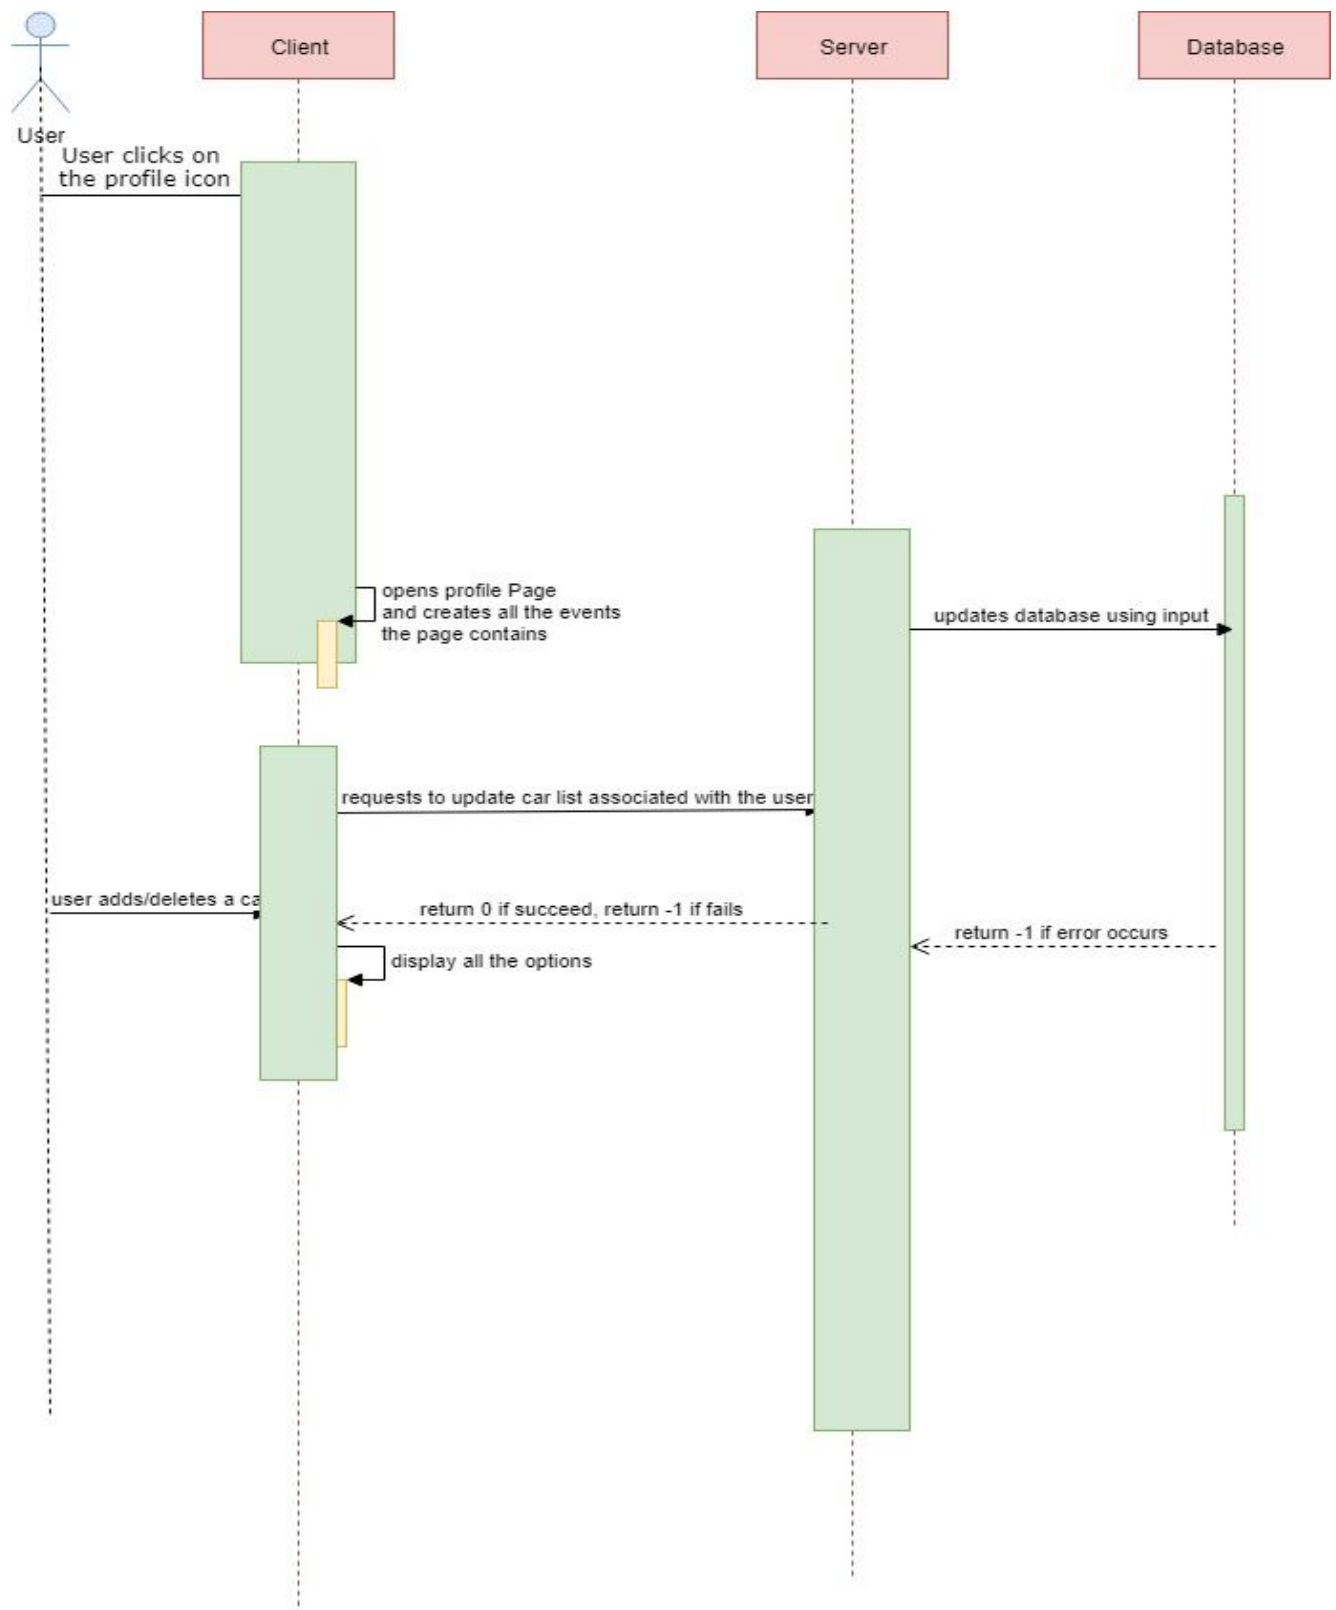 Client
Server
Database
User
User clicks on
the profile icon
opens profile Page
and creates all the events
the page contains
updates database using input
requests to update car list associated with the user
user adds/deletes a ca
return 0 if succeed, return -1 if fails
return -1 if error occurs
display all the options